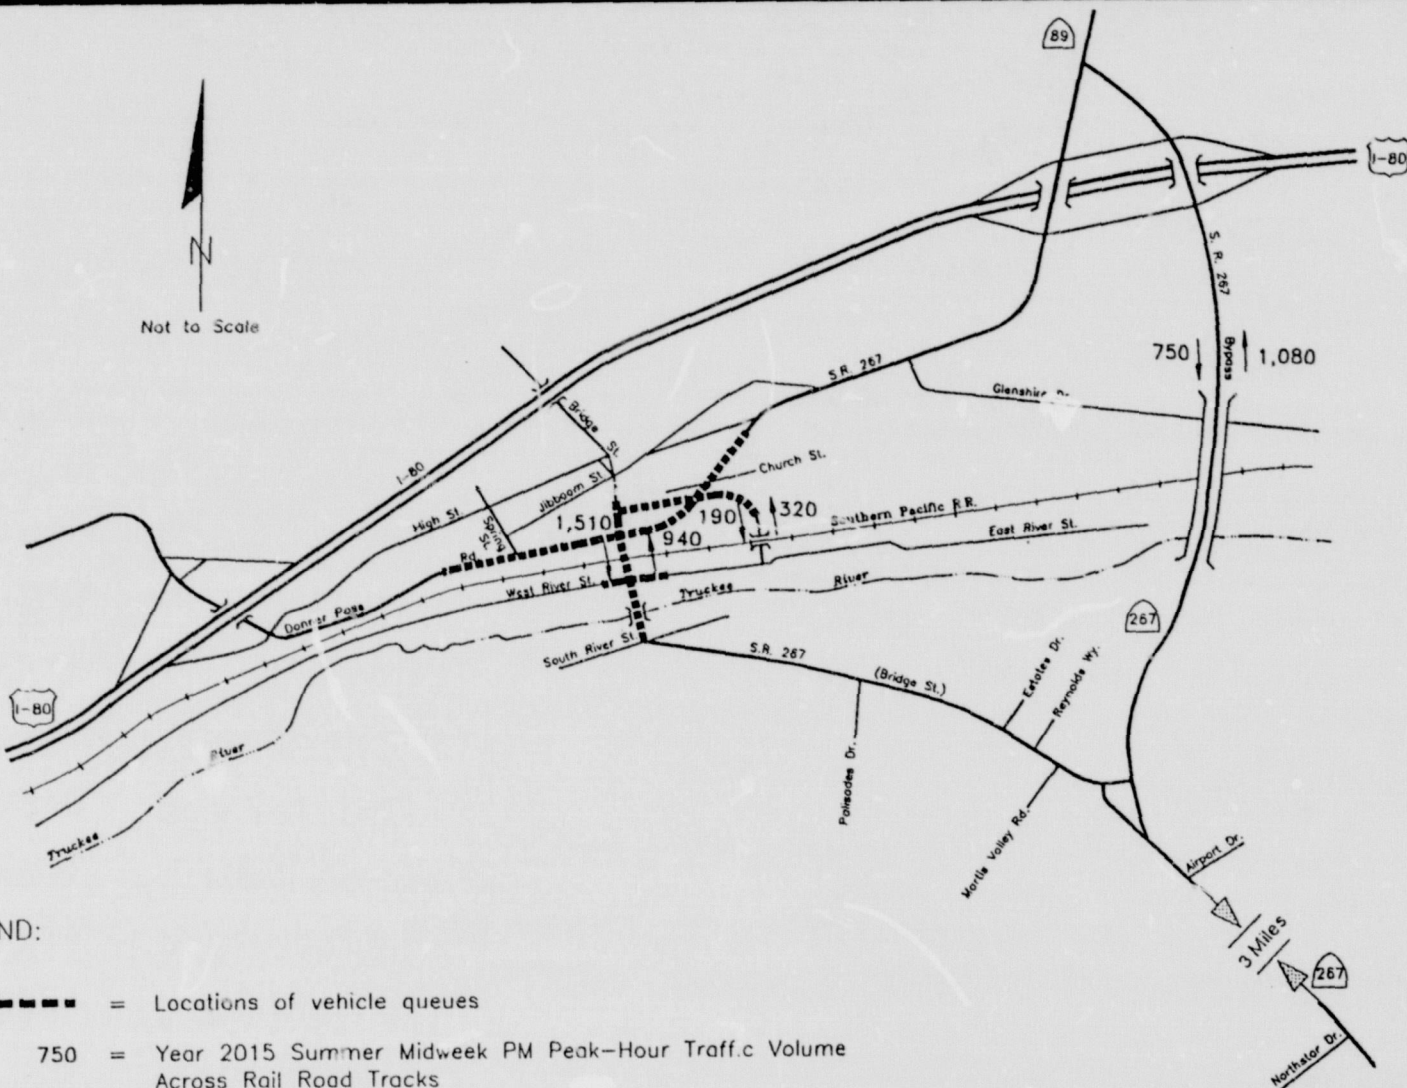 89
I-80
N
Not to Scale
S. R. 267
Bypass
750
1,080
S.R. 267
Glenshire Dr.
Bridge St.
I-80
Church St.
High St.
Jibboom St.
Spring St.
1,510
190
320
940
Southern Pacific R.R.
East River St.
Rd
Donner Pass
West River St.
Truckee
River
267
South River St.
S.R. 267
(Bridge St.)
Estates Dr.
Reynolds Wy.
I-80
River
Truckee
Palisades Dr.
Martis Valley Rd.
Airport Dr.
3 Miles
267
Northstar Dr.
ND:
= Locations of vehicle queues
750 = Year 2015 Summer Midweek PM Peak-Hour Traffic Volume
Across Rail Road Tracks